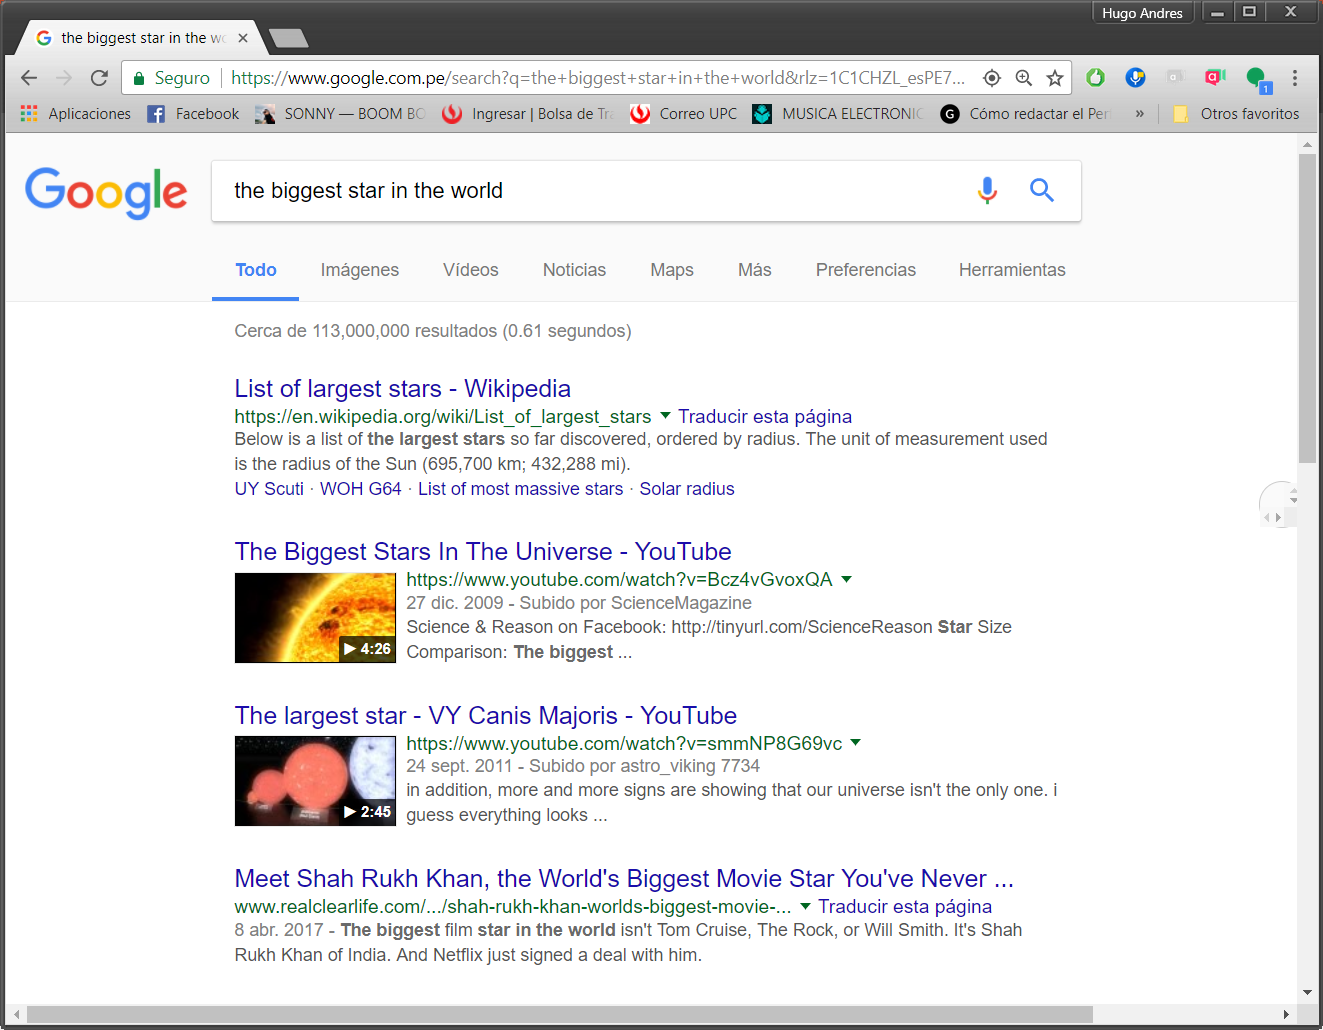 Hugo Andres
the biggest star in the wo
Seguro https://www.google.com.pe/search?q=the+biggest+star+in+the+world&rlz=1C1CHZL_esPE7...
1
Aplicaciones Facebook SONNY — BOOM BO Ingresar | Bolsa de Tra Correo UPC MUSICA ELECTRONIC Cómo redactar el Per » Otros favoritos
Google the biggest star in the world
Todo Imágenes Vídeos Noticias Maps Más Preferencias Herramientas
Cerca de 113,000,000 resultados (0.61 segundos)
List of largest stars - Wikipedia
https://en.wikipedia.org/wiki/List_of_largest_stars Traducir esta página
Below is a list of the largest stars so far discovered, ordered by radius. The unit of measurement used
is the radius of the Sun (695,700 km; 432,288 mi).
UY Scuti · WOH G64 · List of most massive stars · Solar radius
The Biggest Stars In The Universe - YouTube
https://www.youtube.com/watch?v=Bcz4vGvoxQA
27 dic. 2009 - Subido por ScienceMagazine
Science & Reason on Facebook: http://tinyurl.com/ScienceReason Star Size
Comparison: The biggest ...
4:26
The largest star - VY Canis Majoris - YouTube
https://www.youtube.com/watch?v=smmNP8G69vc
24 sept. 2011 - Subido por astro_viking 7734
in addition, more and more signs are showing that our universe isn't the only one. i
guess everything looks ...
2:45
Meet Shah Rukh Khan, the World's Biggest Movie Star You've Never ...
www.realclearlife.com/.../shah-rukh-khan-worlds-biggest-movie-... Traducir esta página
8 abr. 2017 - The biggest film star in the world isn't Tom Cruise, The Rock, or Will Smith. It's Shah
Rukh Khan of India. And Netflix just signed a deal with him.